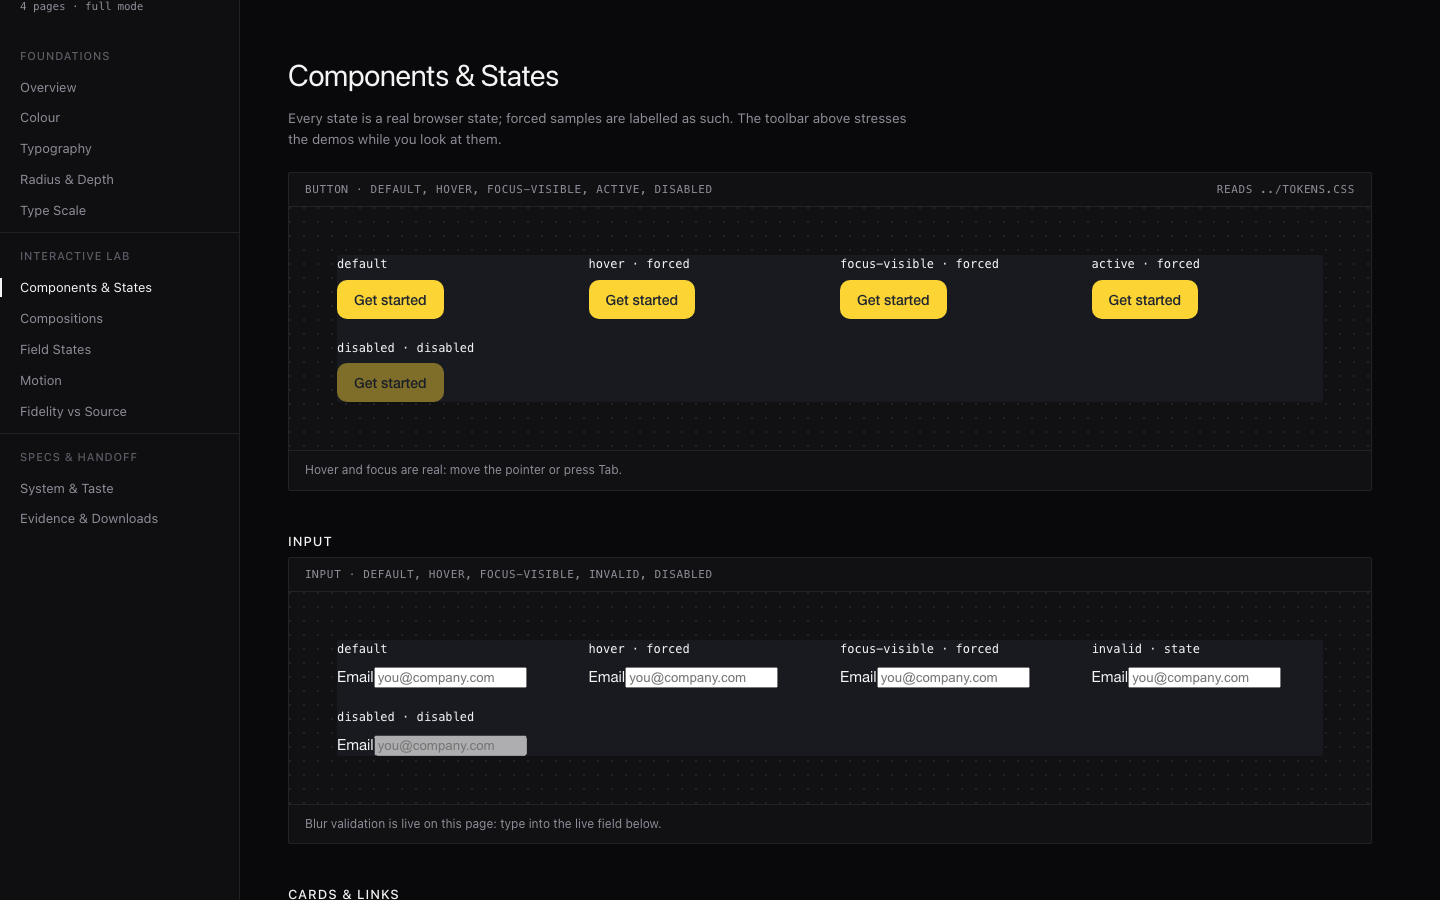 4 pages · full mode
FOUNDATIONS
Overview
Colour
Typography
Radius & Depth
Type Scale
INTERACTIVE LAB
Components & States
Compositions
Field States
Motion
Fidelity vs Source
SPECS & HANDOFF
System & Taste
Evidence & Downloads
Components & States
Every state is a real browser state; forced samples are labelled as such. The toolbar above stresses
the demos while you look at them.
BUTTON · DEFAULT, HOVER, FOCUS-VISIBLE, ACTIVE, DISABLED READS ../TOKENS.CSS
default hover · forced focus-visible · forced active · forced
Get started Get started Get started Get started
disabled · disabled
Get started
Hover and focus are real: move the pointer or press Tab.
INPUT
INPUT · DEFAULT, HOVER, FOCUS-VISIBLE, INVALID, DISABLED
default hover · forced focus-visible · forced invalid · state
Email you@company.com Email you@company.com Email you@company.com Email you@company.com
disabled · disabled
Email you@company.com
Blur validation is live on this page: type into the live field below.
CARDS & LINKS